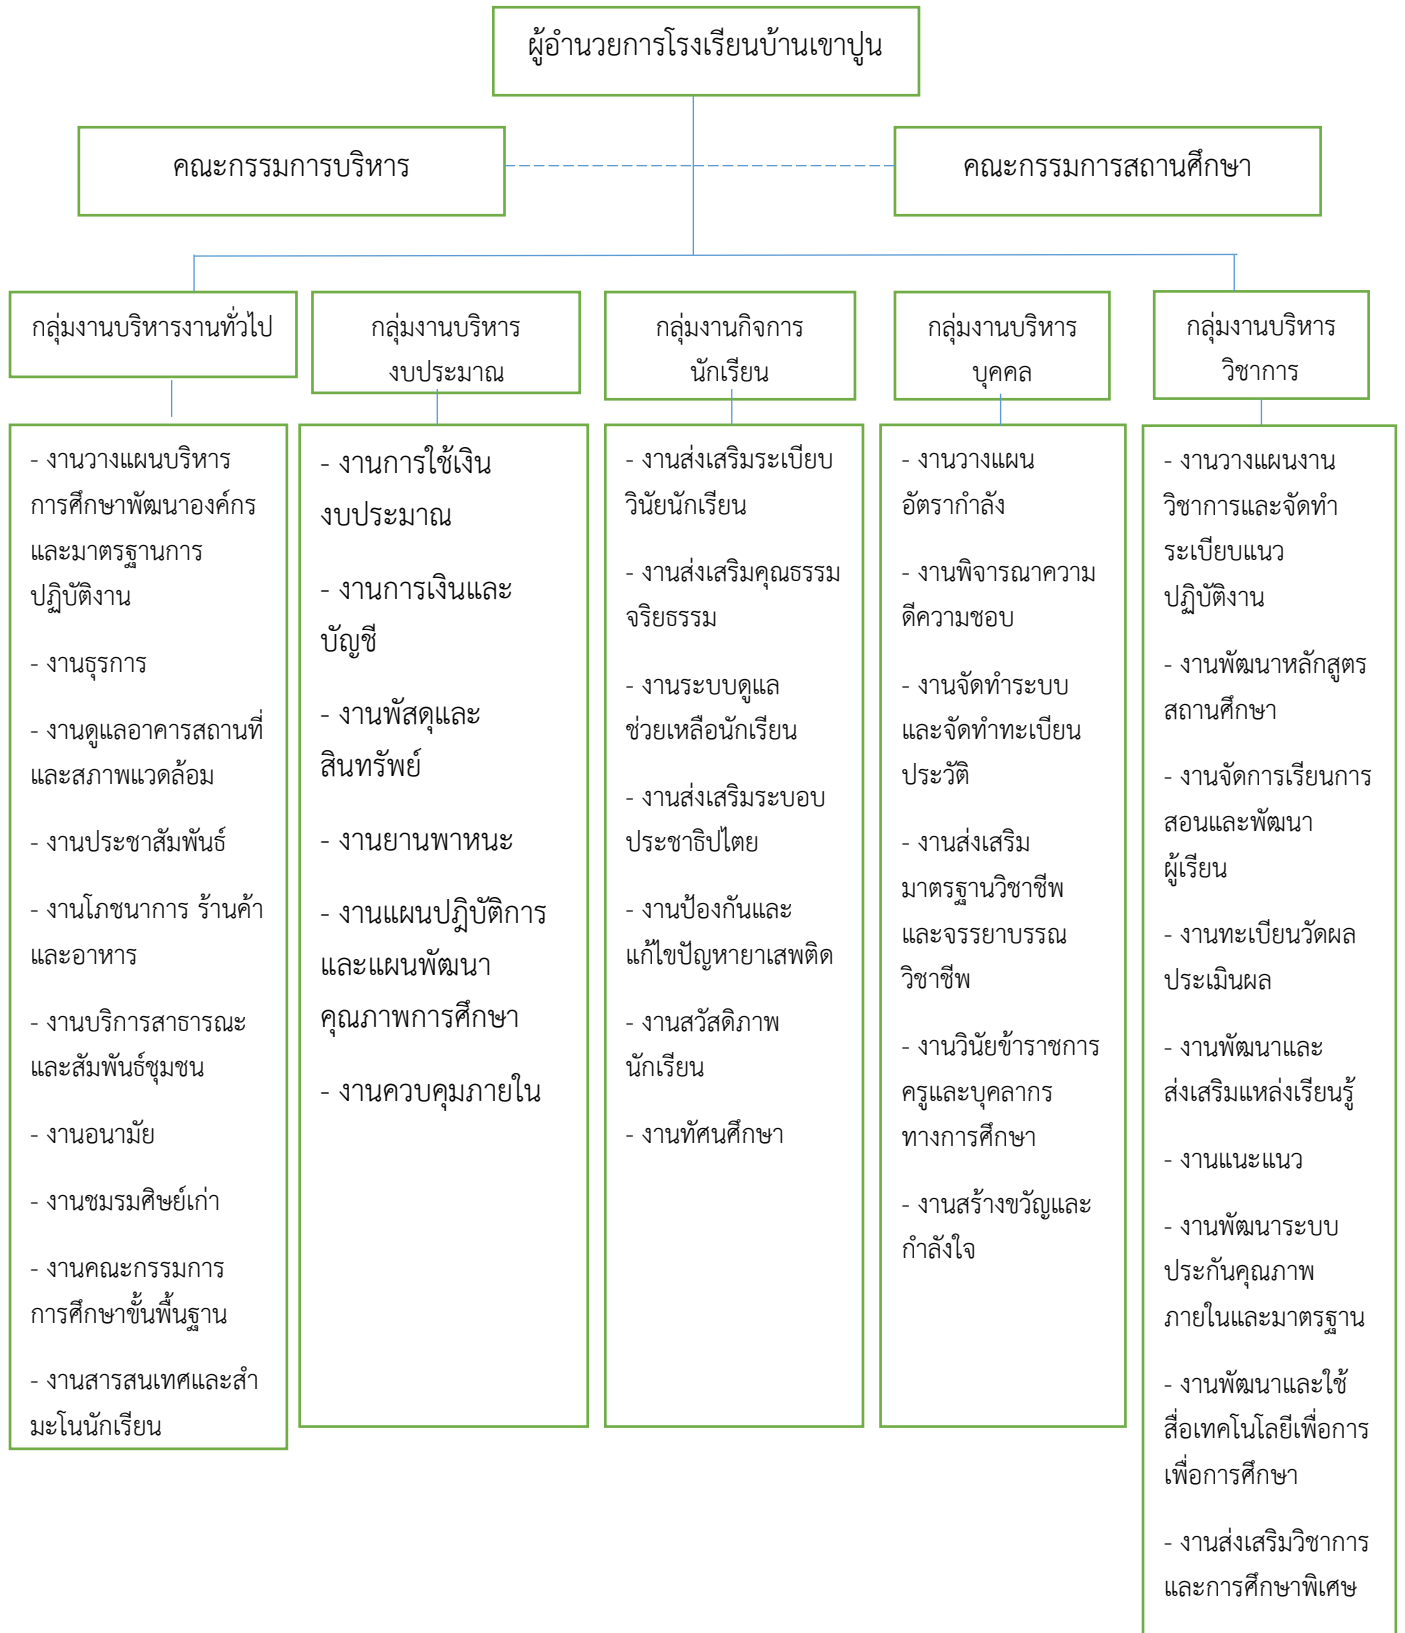 ผู้อำนวยการโรงเรียนบ้านเขาปูน
คณะกรรมการบริหาร
คณะกรรมการสถานศึกษา
กลุ่มงานบริหารงานทั่วไป
กลุ่มงานบริหาร
งบประมาณ
กลุ่มงานกิจการ
นักเรียน
กลุ่มงานบริหาร
บุคคล
กลุ่มงานบริหาร
วิชาการ
- งานวางแผนบริหาร
การศึกษาพัฒนาองค์กร
และมาตรฐานการ
ปฏิบัติงาน
- งานธุรการ
- งานดูแลอาคารสถานที่
และสภาพแวดล้อม
- งานประชาสัมพันธ์
- งานโภชนาการ ร้านค้า
และอาหาร
- งานบริการสาธารณะ
และสัมพันธ์ชุมชน
- งานอนามัย
- งานชมรมศิษย์เก่า
- งานคณะกรรมการ
การศึกษาขั้นพื้นฐาน
- งานสารสนเทศและสำ
มะโนนักเรียน
- งานการใช้เงิน
งบประมาณ
- งานการเงินและ
บัญชี
- งานพัสดุและ
สินทรัพย์
- งานยานพาหนะ
- งานแผนปฎิบัติการ
และแผนพัฒนา
คุณภาพการศึกษา
- งานควบคุมภายใน
- งานส่งเสริมระเบียบ
วินัยนักเรียน
- งานส่งเสริมคุณธรรม
จริยธรรม
- งานระบบดูแล
ช่วยเหลือนักเรียน
- งานส่งเสริมระบอบ
ประชาธิปไตย
- งานป้องกันและ
แก้ไขปัญหายาเสพติด
- งานสวัสดิภาพ
นักเรียน
- งานทัศนศึกษา
- งานวางแผน
อัตรากำลัง
- งานพิจารณาความ
ดีความชอบ
- งานจัดทำระบบ
และจัดทำทะเบียน
ประวัติ
- งานส่งเสริม
มาตรฐานวิชาชีพ
และจรรยาบรรณ
วิชาชีพ
- งานวินัยข้าราชการ
ครูและบุคลากร
ทางการศึกษา
- งานสร้างขวัญและ
กำลังใจ
- งานวางแผนงาน
วิชาการและจัดทำ
ระเบียบแนว
ปฏิบัติงาน
- งานพัฒนาหลักสูตร
สถานศึกษา
- งานจัดการเรียนการ
สอนและพัฒนา
ผู้เรียน
- งานทะเบียนวัดผล
ประเมินผล
- งานพัฒนาและ
ส่งเสริมแหล่งเรียนรู้
- งานแนะแนว
- งานพัฒนาระบบ
ประกันคุณภาพ
ภายในและมาตรฐาน
- งานพัฒนาและใช้
สื่อเทคโนโลยีเพื่อการ
เพื่อการศึกษา
- งานส่งเสริมวิชาการ
และการศึกษาพิเศษ